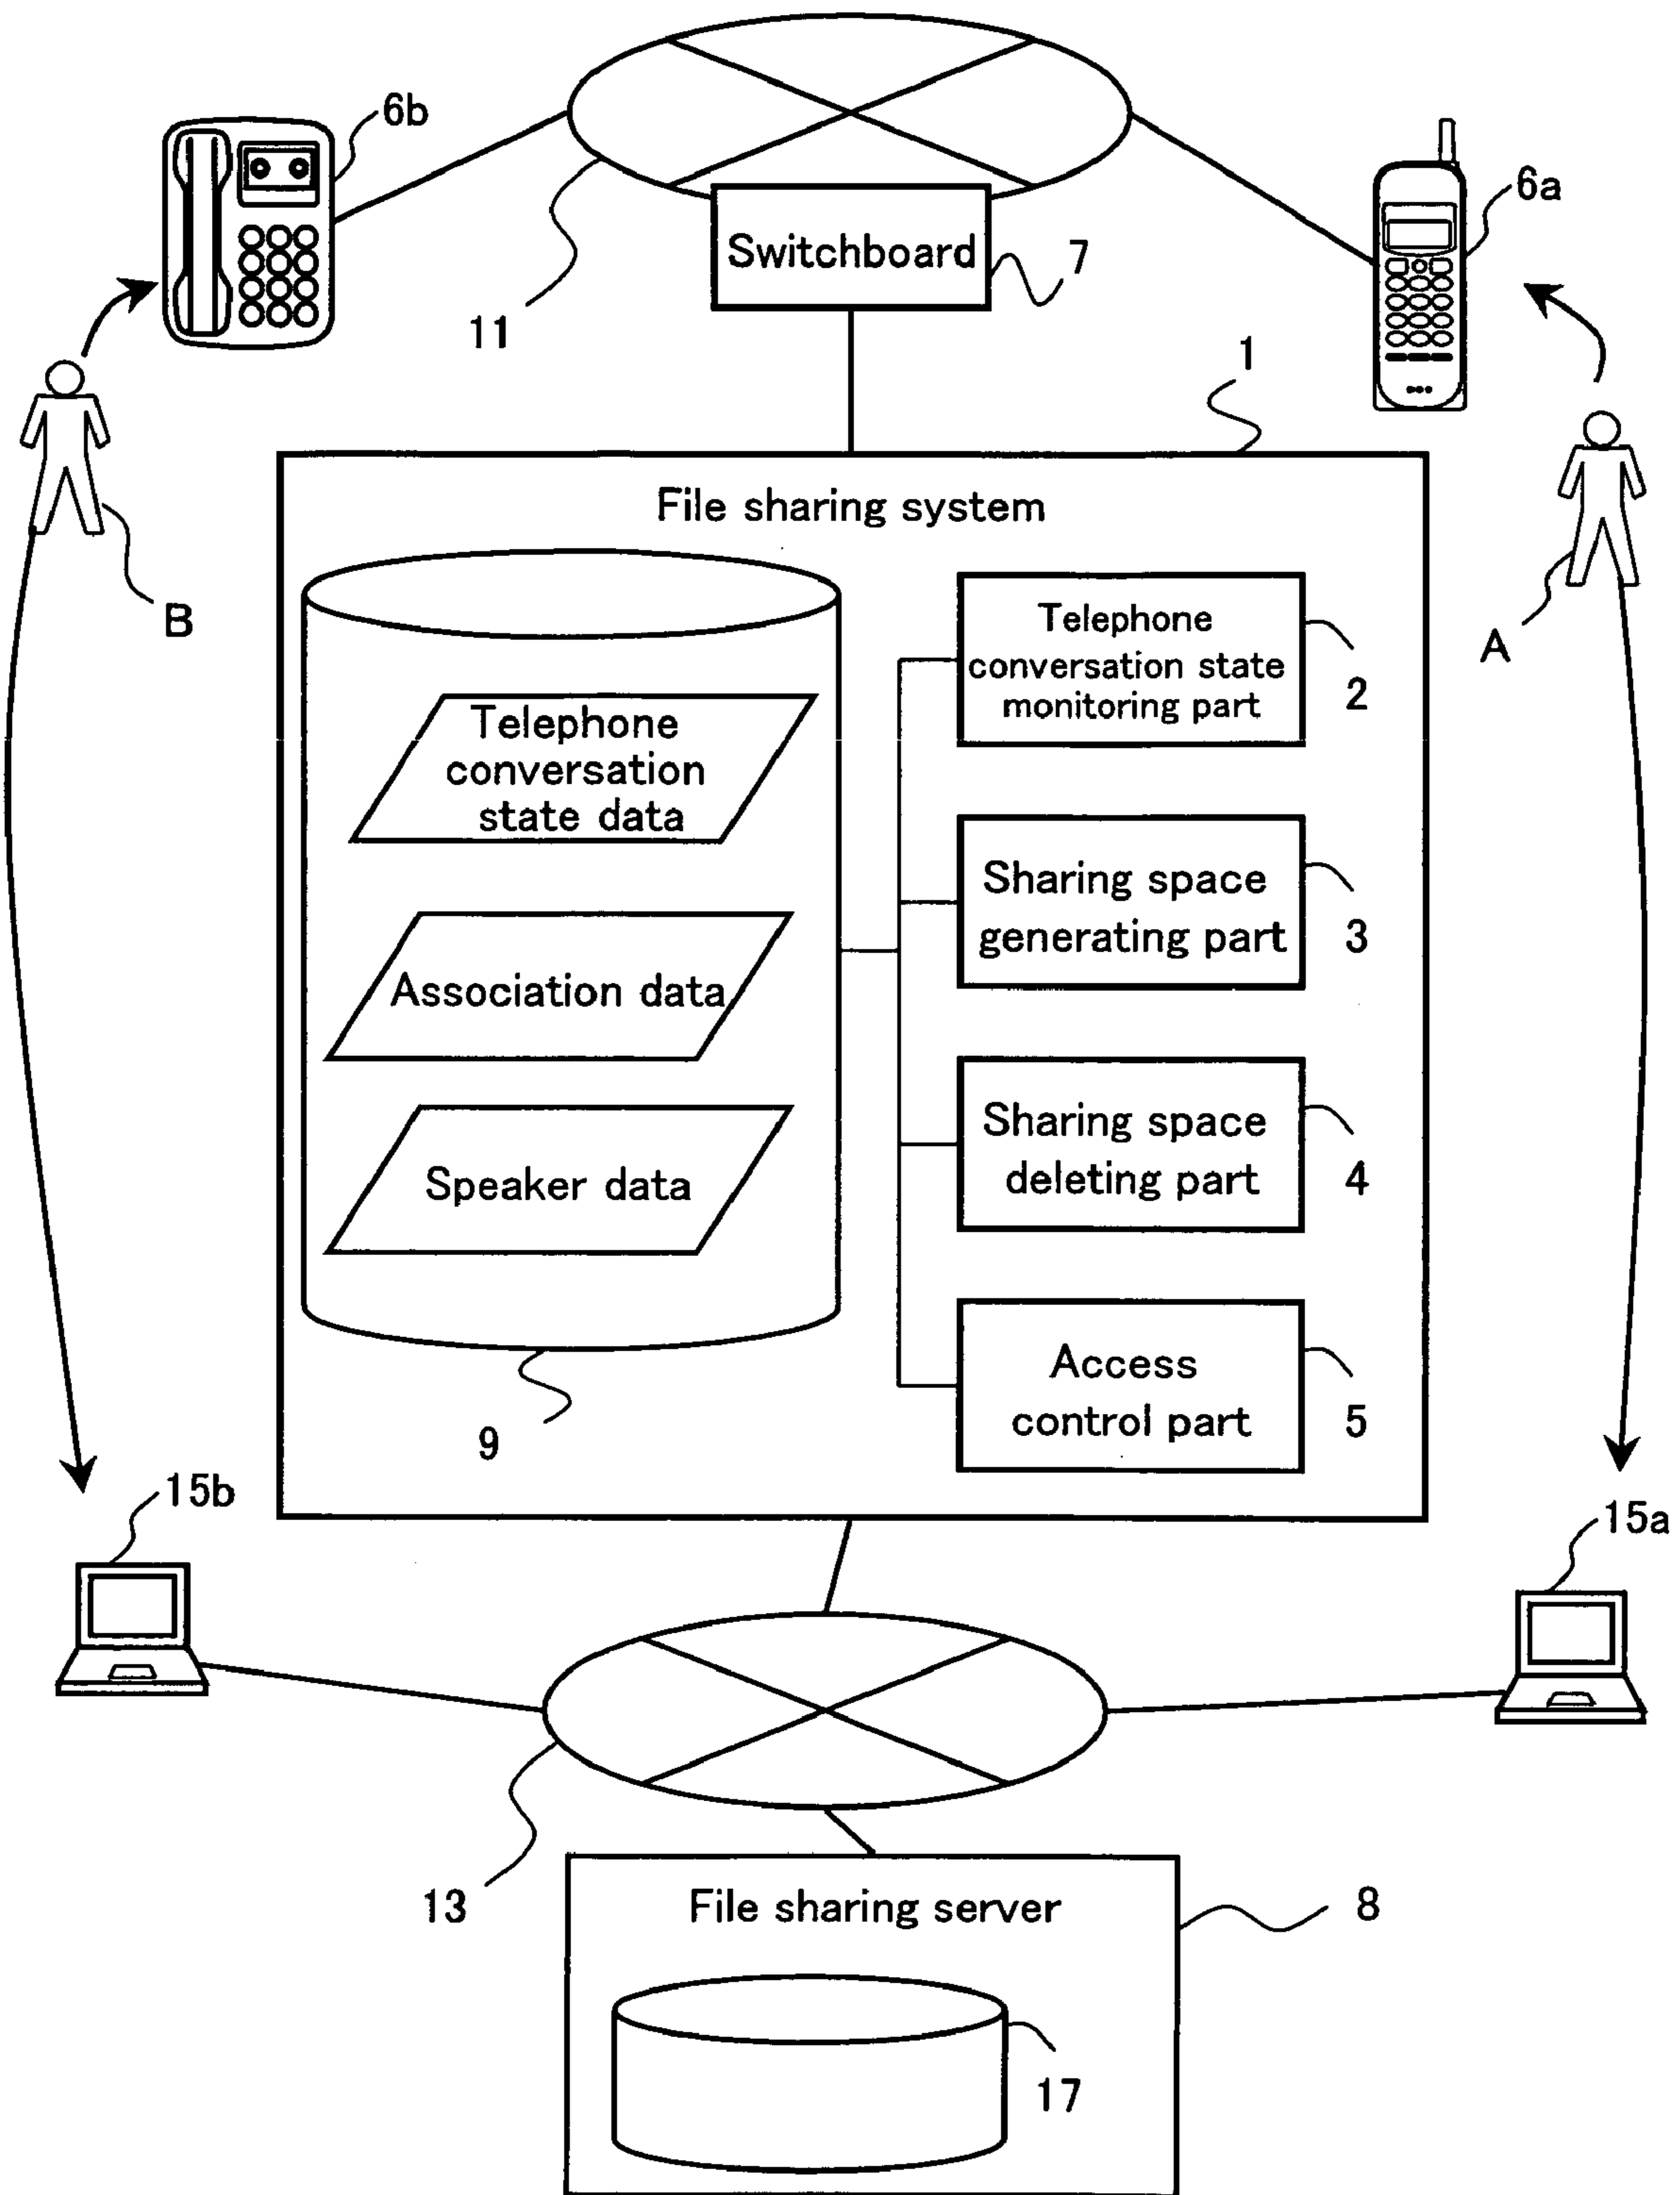 6b
6a
Switchboard
7
11
1
File sharing system
B
A
Telephone
conversation state
monitoring part
2
Telephone
conversation
state data
Sharing space
generating part
3
Association data
Sharing space
deleting part
4
Speaker data
Access
control part
5
9
15b
15a
13
File sharing server
8
17